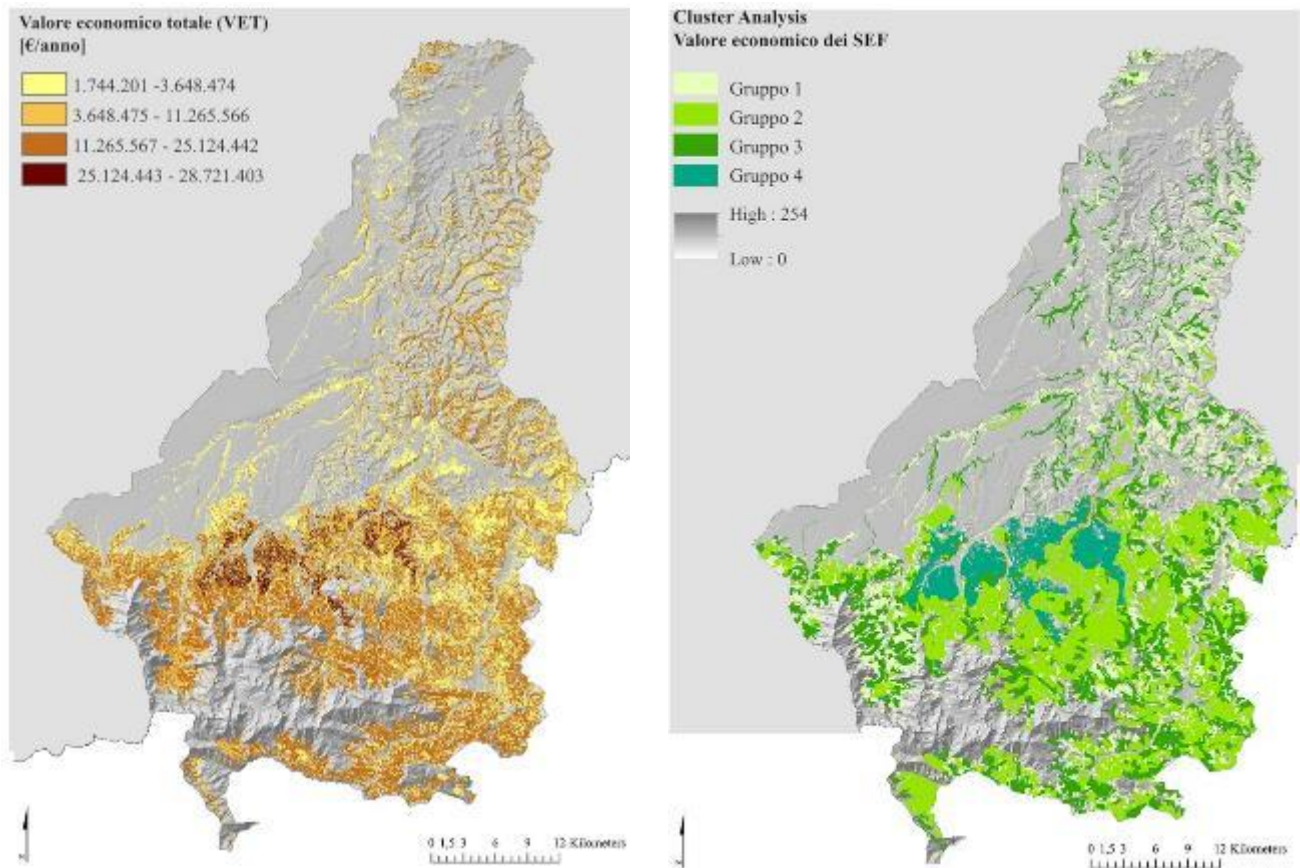 Valore economico totale (VET)
[€/anno]
1.744.201 -3.648.474
3.648.475 - 11.265.566
11.265.567 - 25.124.442
25.124.443 - 28.721.403
0 1,5 3 6 9 12 Kilometers
Cluster Analysis
Valore economico dei SEF
Gruppo 1
Gruppo 2
Gruppo 3
Gruppo 4
High : 254
Low : 0
0 1,5 3 6 9 12 Kilometers